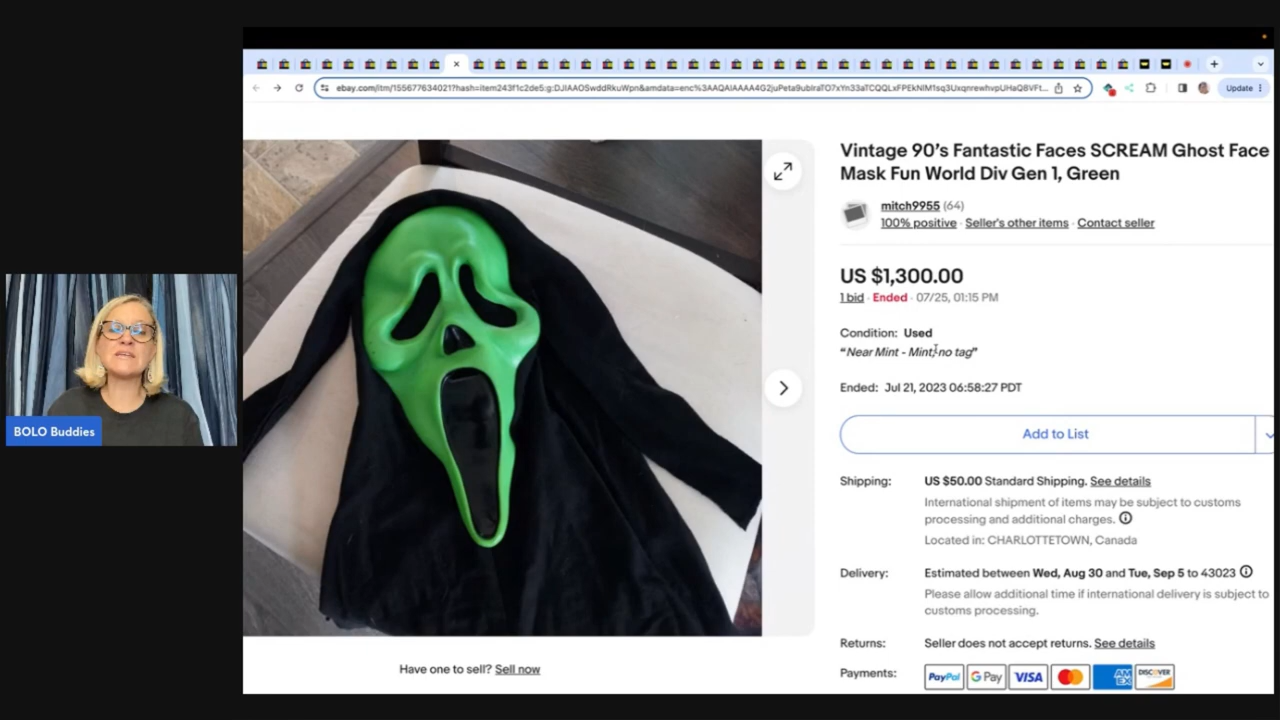 ebay.com/itm/155677634021?hash=item243f1c2de5:g:
Update
Vintage 90's Fantastic Faces SCREAM Ghost Face
Mask Fun World Div Gen 1, Green
mitch9955 (64)
100% positive · Seller's other items · Contact seller
US $1,300.00
1 bid · Ended · 07/25, 01:15 PM
Condition: Used
“Near Mint - Mint, no tag”
Ended: Jul 21, 2023 06:58:27 PDT
Add to List
Shipping: US $50.00 Standard Shipping. See details
International shipment of items may be subject to customs
processing and additional charges.
Located in: CHARLOTTETOWN, Canada
Delivery: Estimated between Wed, Aug 30 and Tue, Sep 5 to 43023
Please allow additional time if international delivery is subject to
customs processing.
Returns: Seller does not accept returns. See details
Payments: PayPal G Pay VISA AM EX DISCOVER
Have one to sell? Sell now
BOLO Buddies